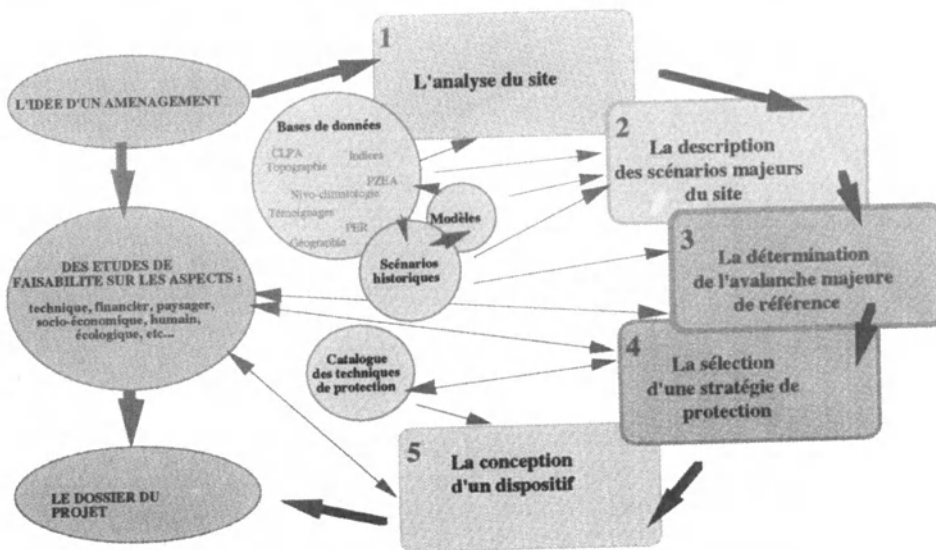 L'IDEE D'UN AMENAGEMENT
1
L'analyse du site
Bases de données
CLPA
Indices
Topographie
PZEA
Nivo-climatologie
Témoignages
PER
Géographie
Modèles
Scénarios
historiques
2
La description
des scénarios majeurs
du site
3
La détermination
de l'avalanche majeure
de référence
DES ETUDES DE
FAISABILITE SUR LES ASPECTS :
technique, financier, paysager,
socio-économique, humain,
écologique, etc...
4
La sélection
d'une stratégie de
protection
Catalogue
des techniques
de protection
5
La conception
d'un dispositif
LE DOSSIER DU
PROJET